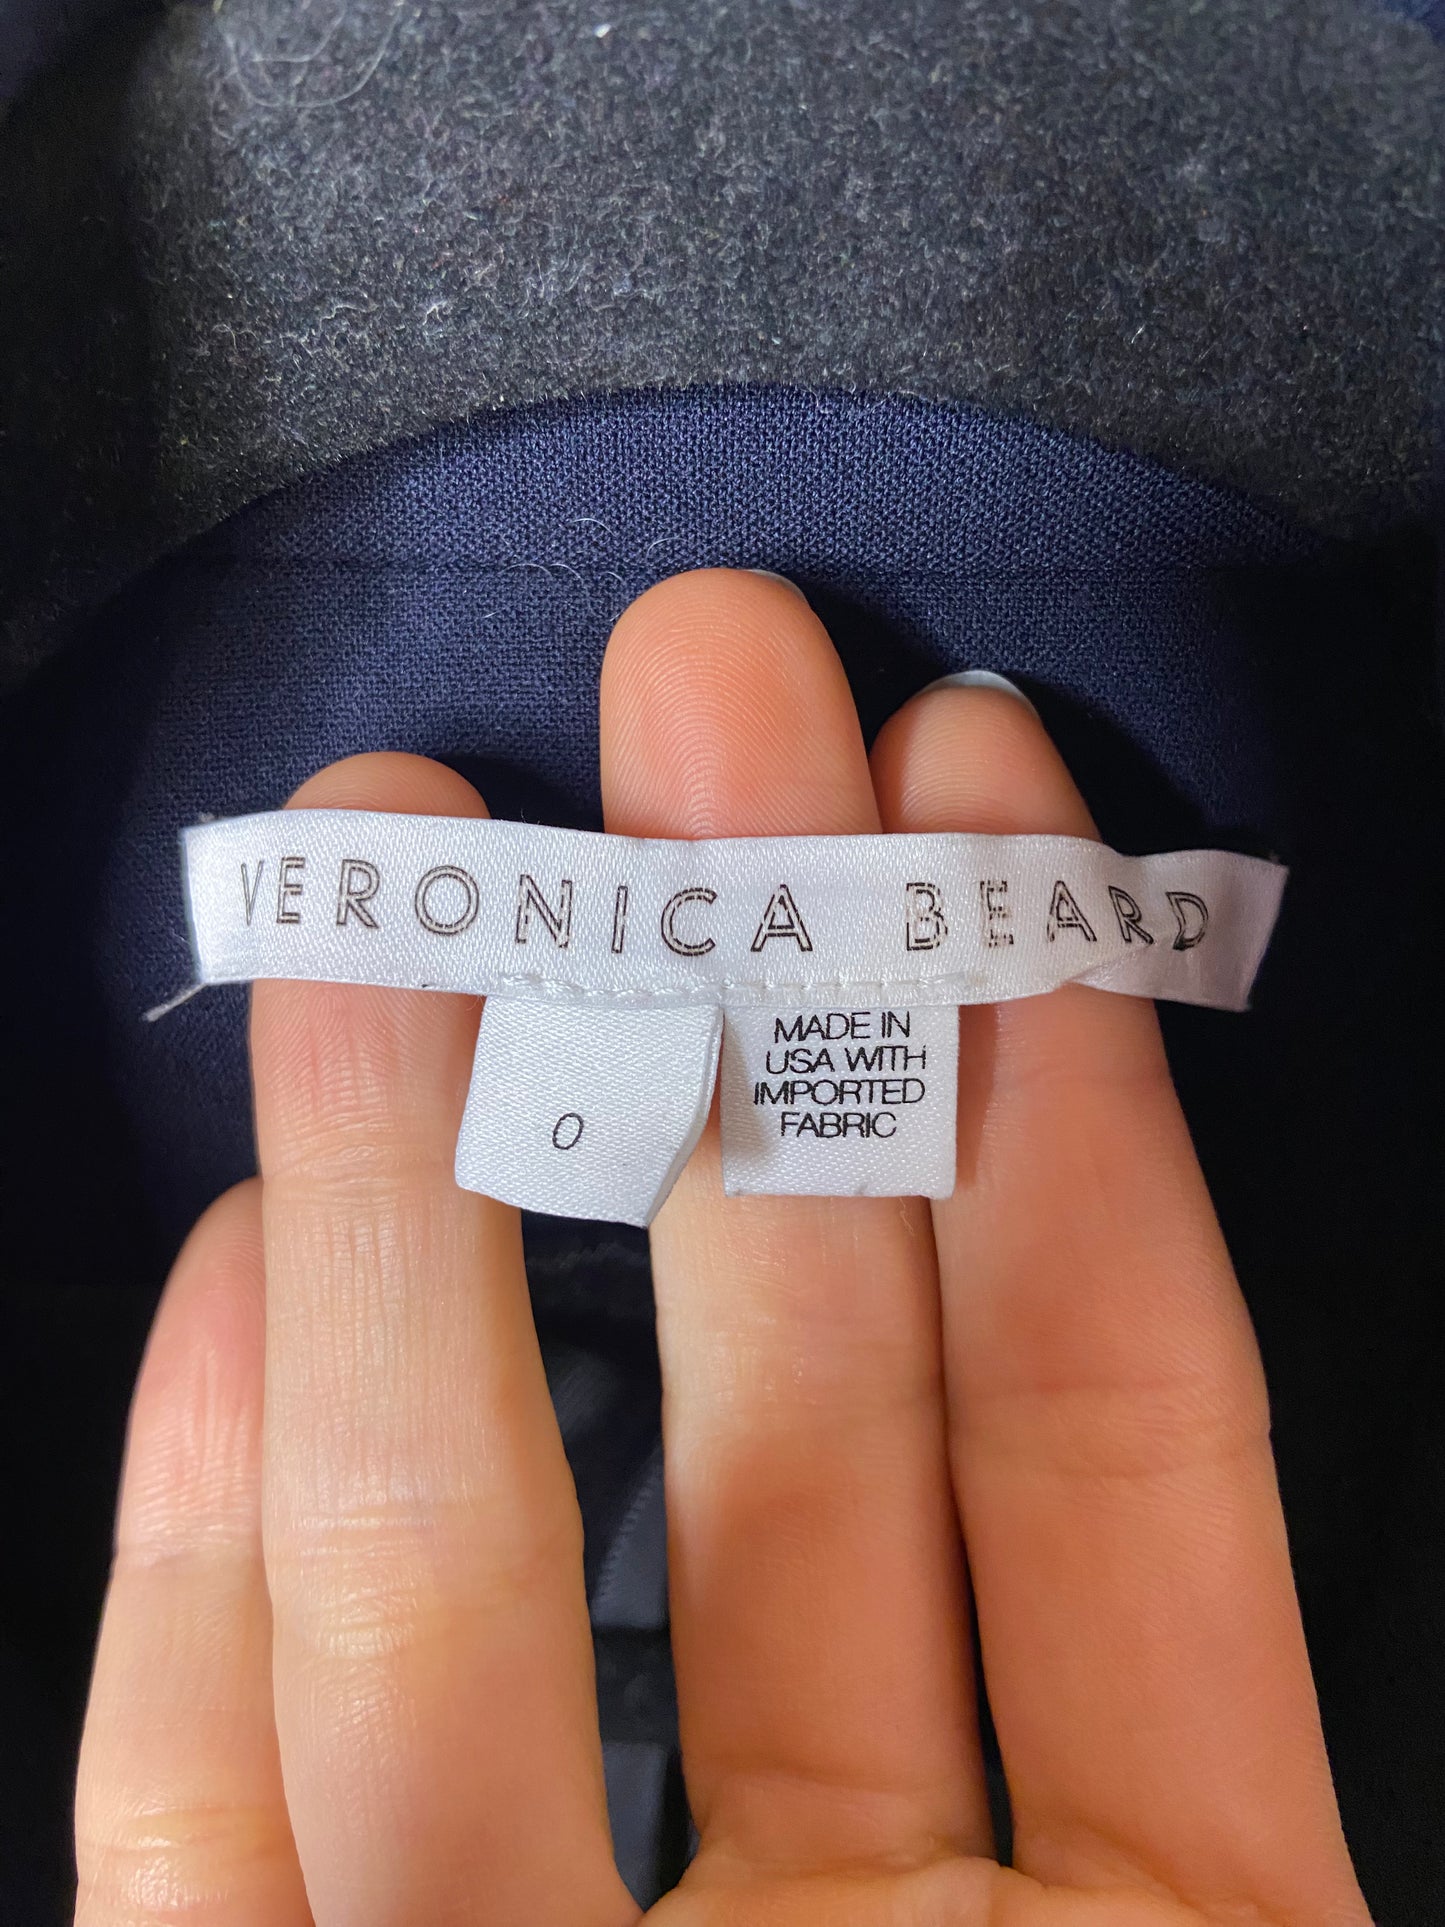 VERONICA BEARD
0
MADE IN
USA WITH
IMPORTED
FABRIC